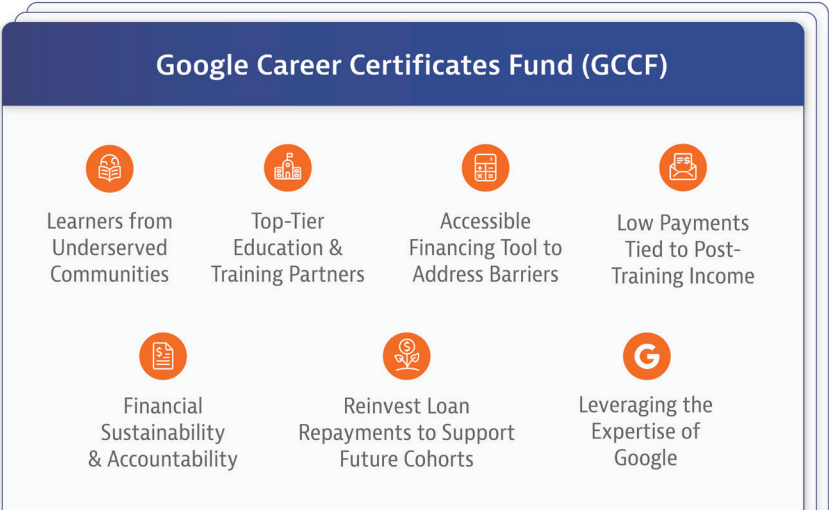 Google Career Certificates Fund (GCCF)
Learners from
Underserved
Communities
Top-Tier
Education &
Training Partners
Accessible
Financing Tool to
Address Barriers
Low Payments
Tied to Post-
Training Income
Financial
Sustainability
& Accountability
Reinvest Loan
Repayments to Support
Future Cohorts
G
Leveraging the
Expertise of
Google